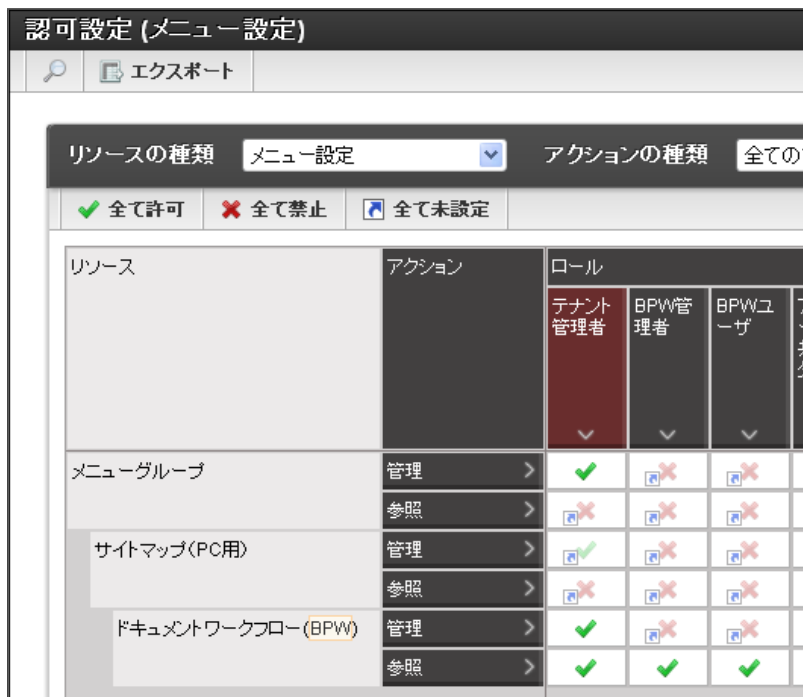 認可設定 (メニュー設定)
エクスポート
リソースの種類 メニュー設定 アクションの種類 全ての
全て許可 全て禁止 全て未設定
リソース アクション ロール
テナント管理者 BPW管理者 BPWユーザ
メニューグループ 管理
参照
サイトマップ(PC用) 管理
参照
ドキュメントワークフロー(BPW) 管理
参照